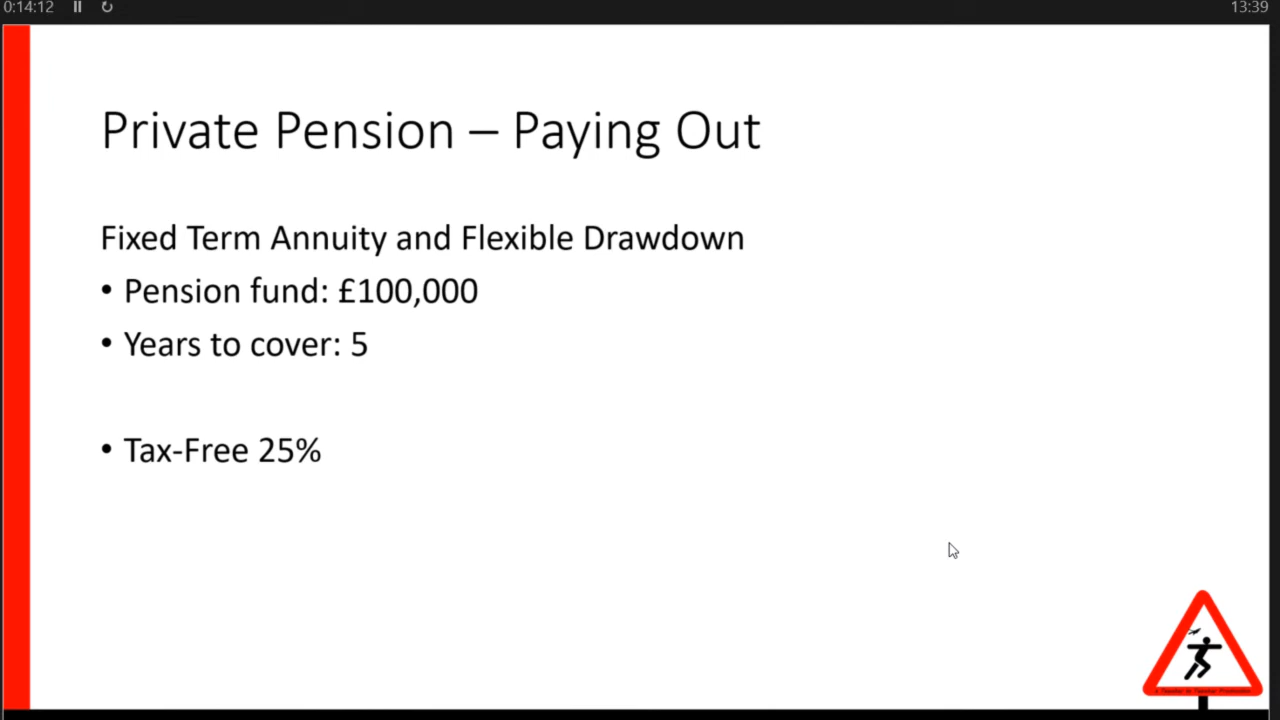 0:14:12
13:39
Private Pension – Paying Out
Fixed Term Annuity and Flexible Drawdown
• Pension fund: £100,000
• Years to cover: 5
• Tax-Free 25%